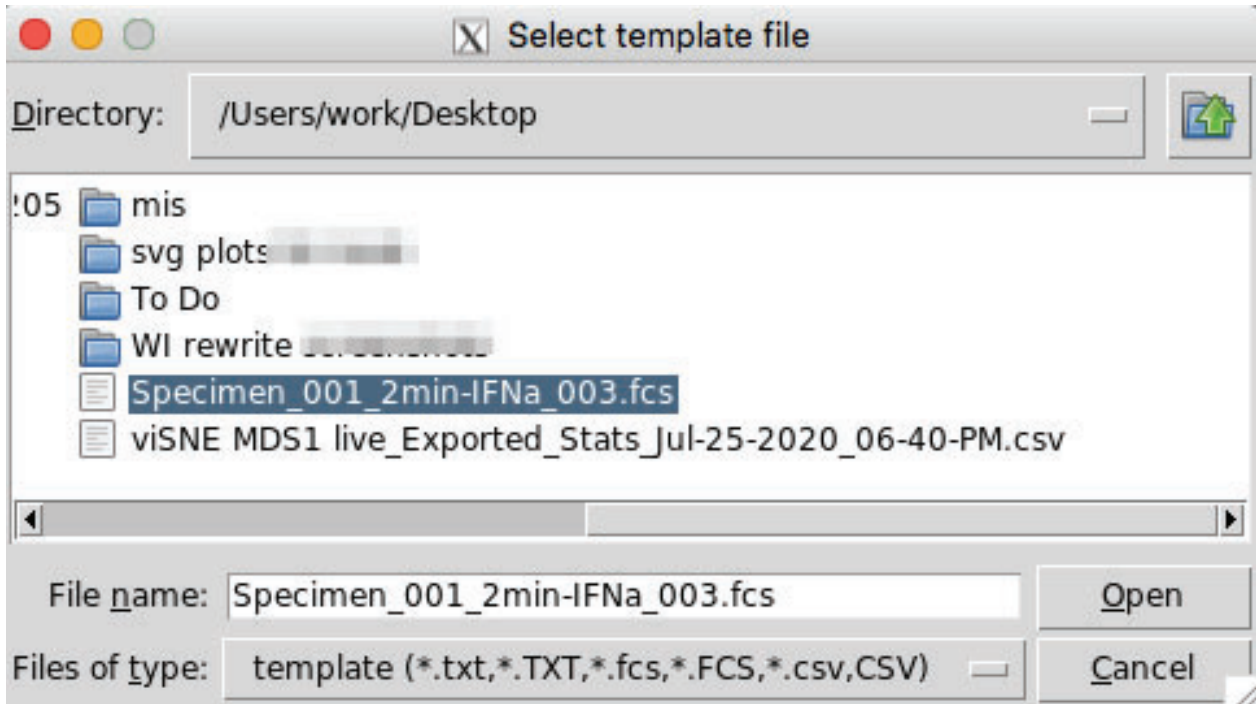 Select template file
Directory: /Users/work/Desktop
205 mis
svg plots
To Do
WI rewrite
Specimen_001_2min-IFNa_003.fcs
viSNE MDS1 live_Exported_Stats_Jul-25-2020_06-40-PM.csv
File name: Specimen_001_2min-IFNa_003.fcs Open
Files of type: template (*.txt,*.TXT,*.fcs,*.FCS,*.csv,CSV) Cancel